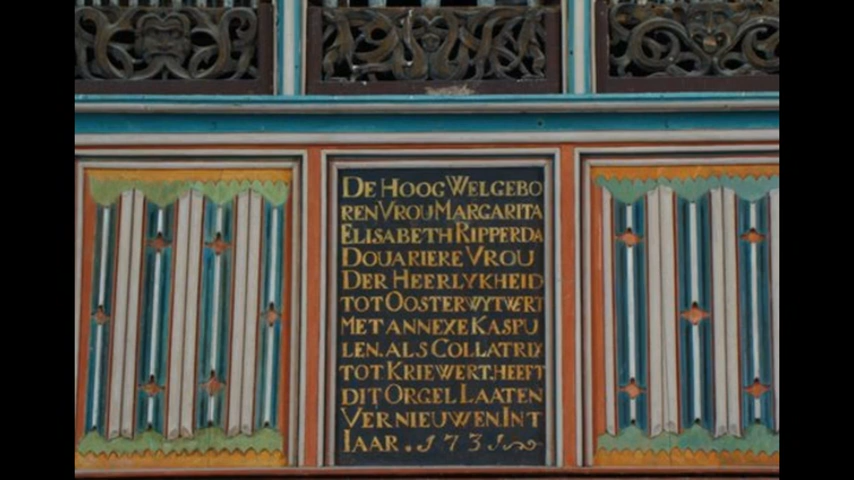 DE HOOG WELGEBO
REN VROU MARGARITA
ELISABETH RIPPERDA
DOUARIERE VROU
DER HEERLYKHEID
TOT OOSTERWYTWERT
MET ANNEXE KASPU
LEN. ALS COLLATRIX
TOT KRIEWERT. HEEFT
DIT ORGEL LAATEN
VERNIEUWEN. INT
IAAR. 1731